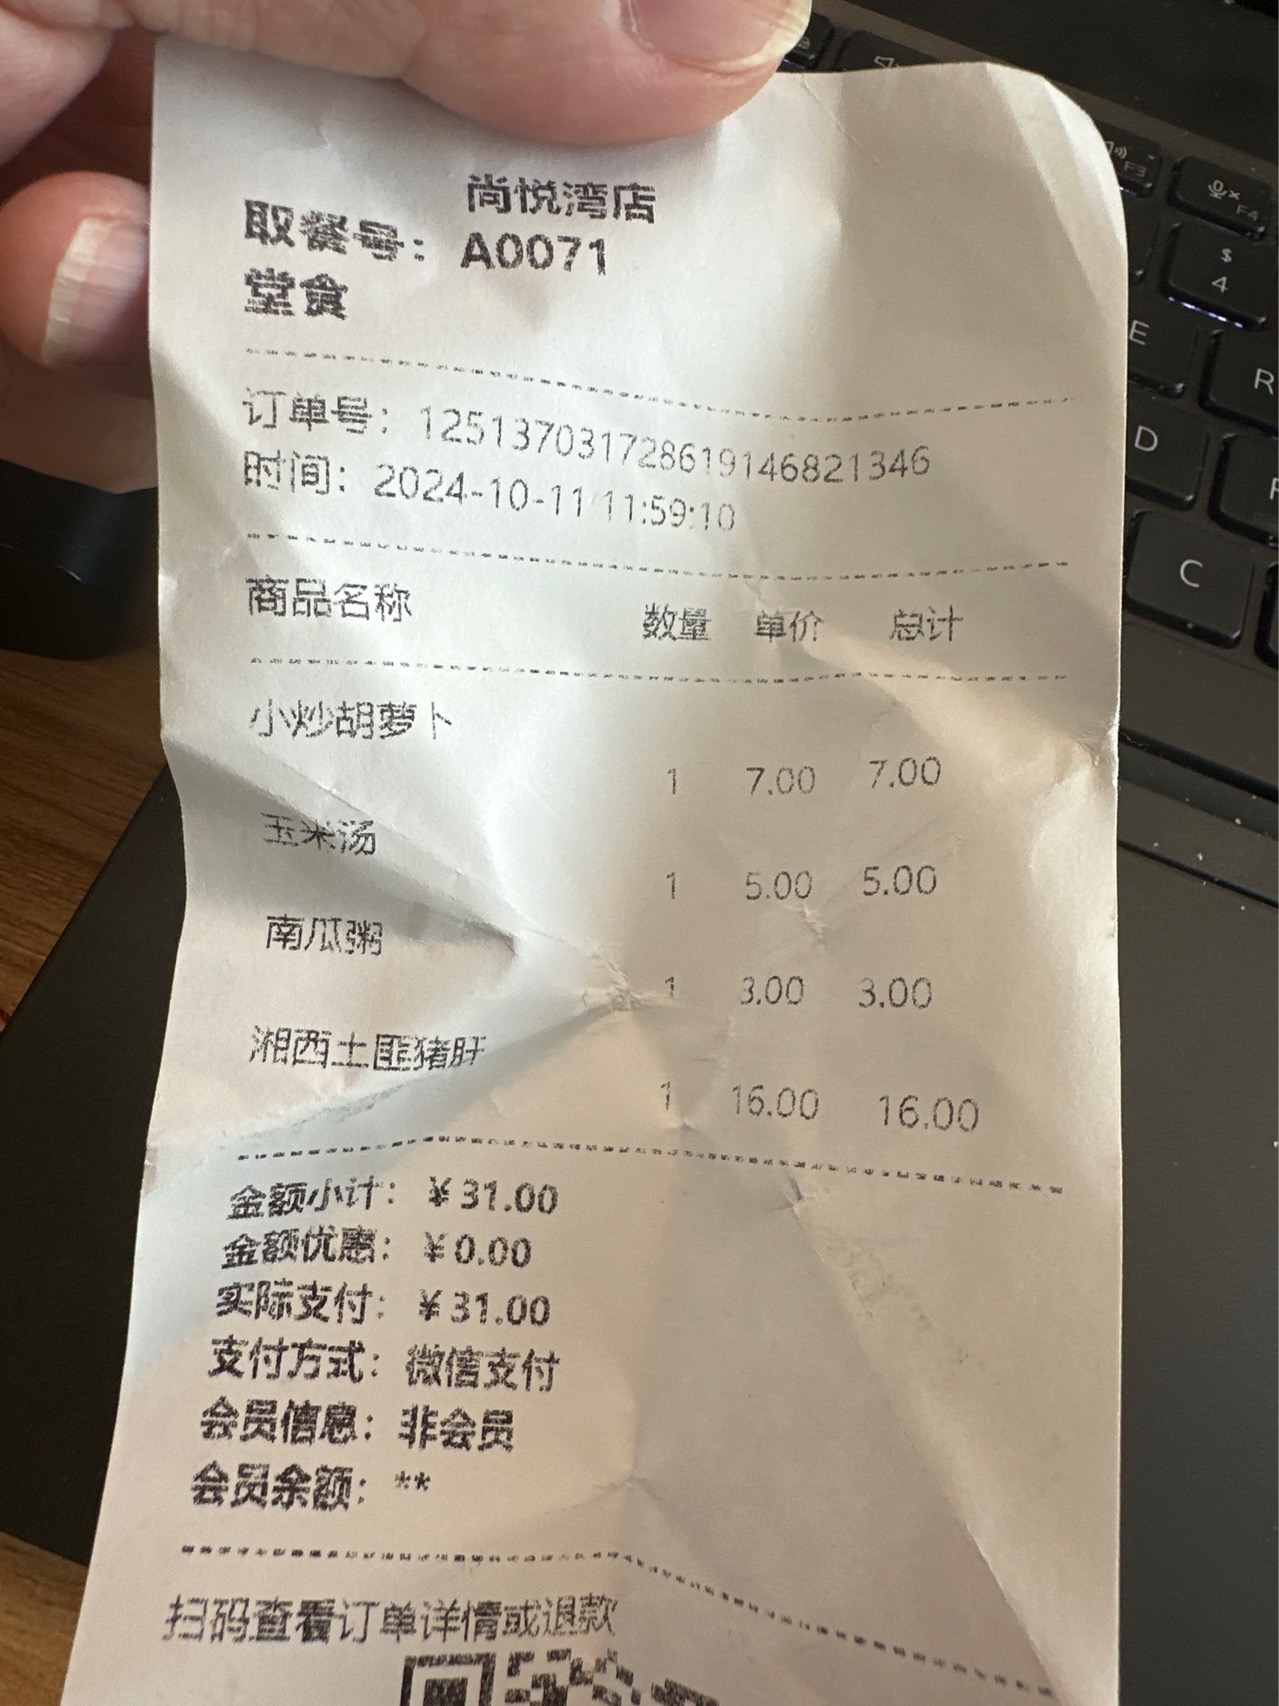 尚悦湾店
取餐号：A0071
堂食
订单号：1251370317286191468​21346
时间：2024-10-11 11:59:10
商品名称 数量 单价 总计
小炒胡萝卜
1 7.00 7.00
玉米汤
1 5.00 5.00
南瓜粥
1 3.00 3.00
湘西土匪猪肝
1 16.00 16.00
金额小计：￥31.00
金额优惠：￥0.00
实际支付：￥31.00
支付方式：微信支付
会员信息：非会员
会员余额：**
扫码查看订单详情或退款
F3
F4
$
4
E
R
D
F
C